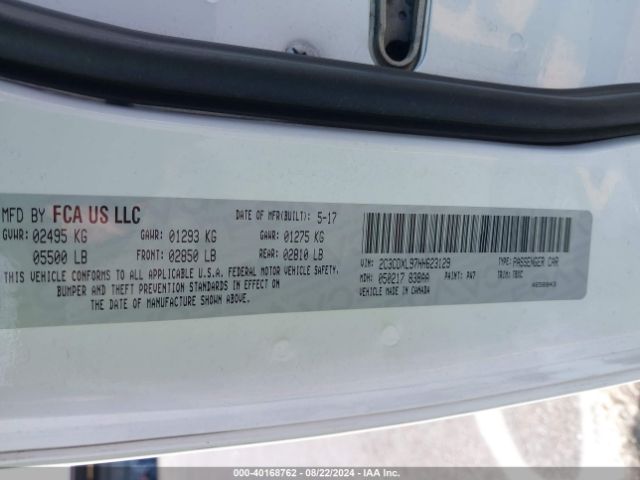 MFD BY FCA US LLC DATE OF MFR(BUILT): 5-17
GVWR: 02495 KG GAWR: 01293 KG GAWR: 01275 KG
05500 LB FRONT: 02850 LB REAR: 02810 LB
THIS VEHICLE CONFORMS TO ALL APPLICABLE U.S.A. FEDERAL MOTOR VEHICLE SAFETY,
BUMPER AND THEFT PREVENTION STANDARDS IN EFFECT ON
THE DATE OF MANUFACTURE SHOWN ABOVE.
VIN: 2C3CDXL97HH623129 TYPE: PASSENGER CAR
MDH: 050217 838AA PAINT: PW7 TRIM:
VEHICLE MADE IN CANADA
000-40168762 - 08/22/2024 - IAA Inc.